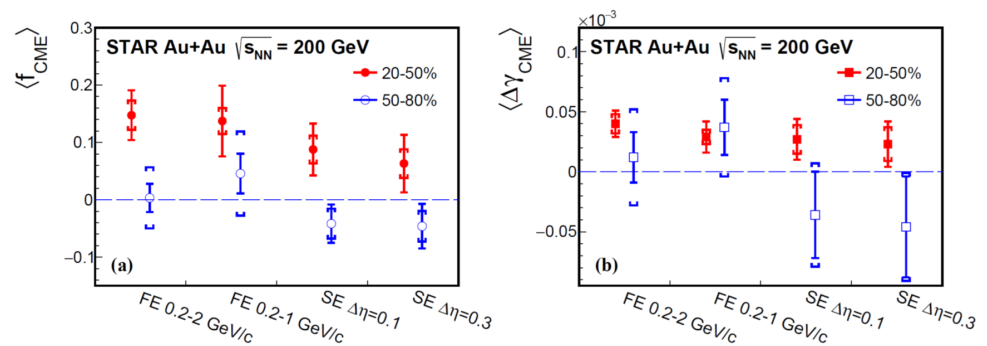 ⟨f_CME⟩
0.3
0.2
0.1
0
−0.1
STAR Au+Au √s_NN = 200 GeV
20-50%
50-80%
(a)
FE 0.2-2 GeV/c
FE 0.2-1 GeV/c
SE Δη=0.1
SE Δη=0.3
⟨Δγ_CME⟩
×10⁻³
0.1
0.05
0
−0.05
STAR Au+Au √s_NN = 200 GeV
20-50%
50-80%
(b)
FE 0.2-2 GeV/c
FE 0.2-1 GeV/c
SE Δη=0.1
SE Δη=0.3